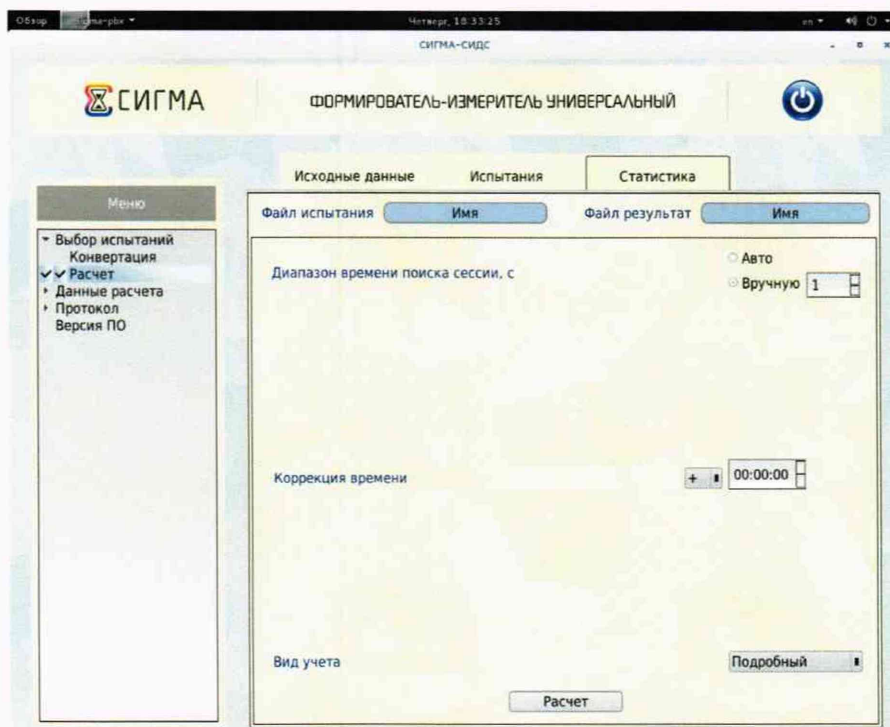 Обзор
Четверг, 18:33:25
en
СИГМА-СИДС
СИГМА
ФОРМИРОВАТЕЛЬ-ИЗМЕРИТЕЛЬ УНИВЕРСАЛЬНЫЙ
Исходные данные Испытания Статистика
Меню
Файл испытания Имя Файл результат Имя
Выбор испытаний
Конвертация
Расчет
Данные расчета
Протокол
Версия ПО
Диапазон времени поиска сессии, с
Авто
Вручную 1
Коррекция времени + 00:00:00
Вид учета Подробный
Расчет